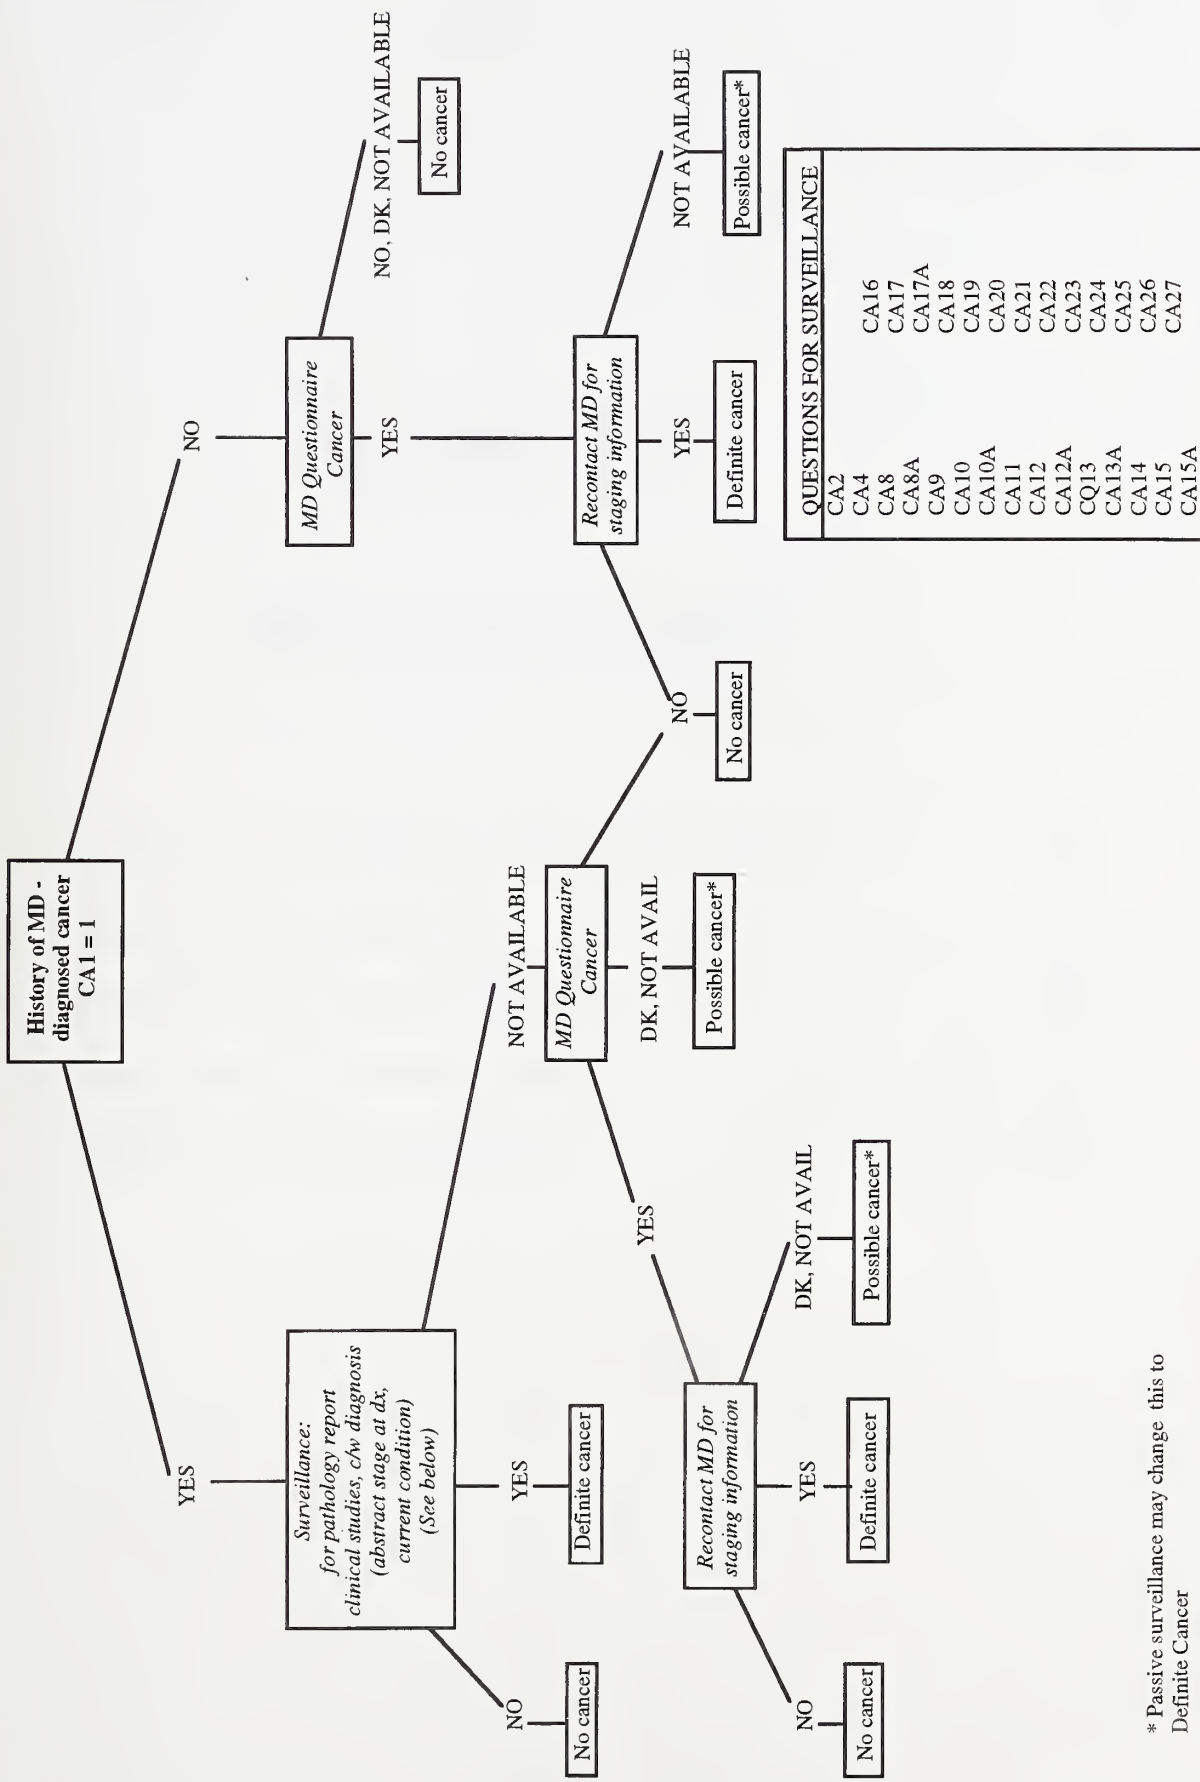 History of MD -
diagnosed cancer
CA1 = 1
YES
NO
Surveillance:
for pathology report
clinical studies, c/w diagnosis
(abstract stage at dx,
current condition)
(See below)
MD Questionnaire
Cancer
NO
No cancer
YES
Definite cancer
NOT AVAILABLE
MD Questionnaire
Cancer
YES
NO, DK, NOT AVAILABLE
No cancer
YES
DK, NOT AVAIL
Possible cancer*
NO
No cancer
Recontact MD for
staging information
Recontact MD for
staging information
YES
Definite cancer
NOT AVAILABLE
Possible cancer*
NO
No cancer
YES
Definite cancer
DK, NOT AVAIL
Possible cancer*
QUESTIONS FOR SURVEILLANCE
CA2
CA4
CA8
CA8A
CA9
CA10
CA10A
CA11
CA12
CA12A
CQ13
CA13A
CA14
CA15
CA15A
CA16
CA17
CA17A
CA18
CA19
CA20
CA21
CA22
CA23
CA24
CA25
CA26
CA27
* Passive surveillance may change this to
Definite Cancer